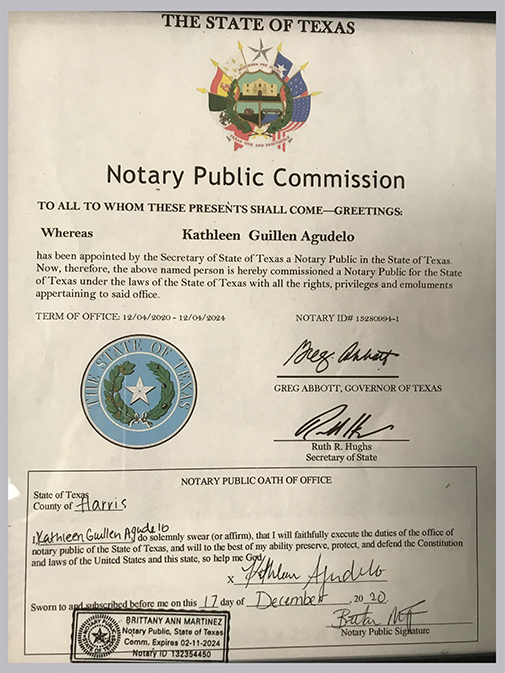 THE STATE OF TEXAS
Notary Public Commission
TO ALL TO WHOM THESE PRESENTS SHALL COME—GREETINGS:
Whereas Kathleen Guillen Agudelo
has been appointed by the Secretary of State of Texas a Notary Public in the State of Texas.
Now, therefore, the above named person is hereby commissioned a Notary Public for the State
of Texas under the laws of the State of Texas with all the rights, privileges and emoluments
appertaining to said office.
TERM OF OFFICE: 12/04/2020 - 12/04/2024 NOTARY ID# 13280994-1
THE STATE OF TEXAS
Greg Abbott
GREG ABBOTT, GOVERNOR OF TEXAS
Ruth R. Hughs
Secretary of State
NOTARY PUBLIC OATH OF OFFICE
State of Texas
County of Harris
I, Kathleen Guillen Agudelo do solemnly swear (or affirm), that I will faithfully execute the duties of the office of
notary public of the State of Texas, and will to the best of my ability preserve, protect, and defend the Constitution
and laws of the United States and this state, so help me God.
X Kathleen Agudelo
Sworn to and subscribed before me on this 17 day of December, 2020
Notary Public Signature
BRITTANY ANN MARTINEZ
Notary Public, State of Texas
Comm. Expires 02-11-2024
Notary ID 132354450